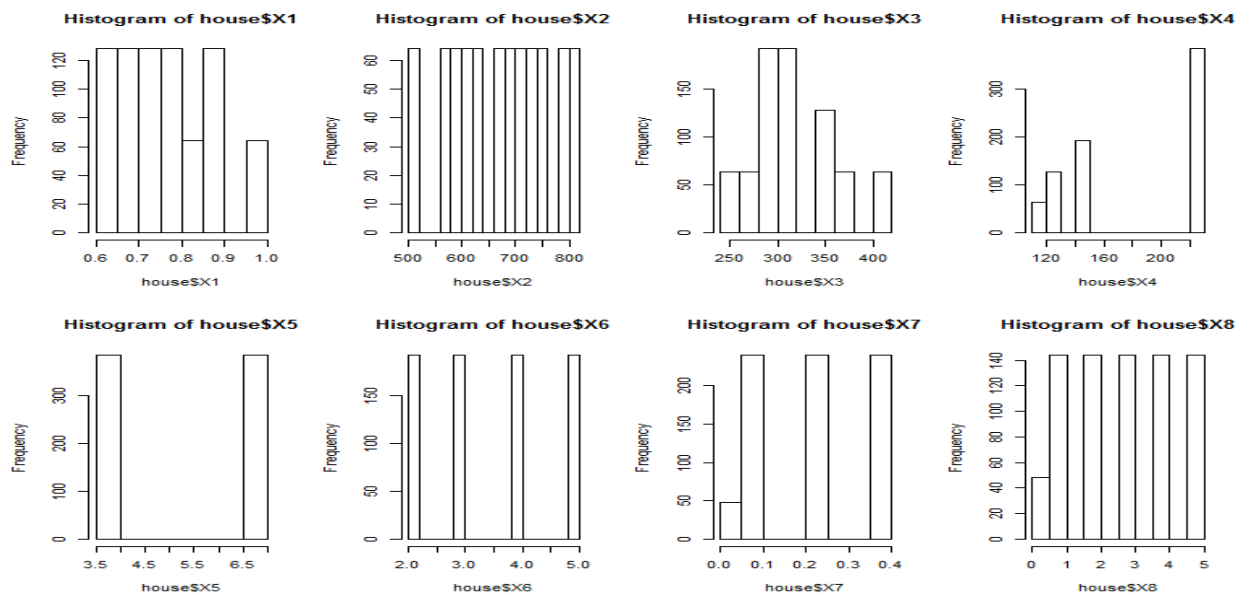 Histogram of house$X1
Frequency
0 20 40 60 80 100 120
0.6 0.7 0.8 0.9 1.0
house$X1
Histogram of house$X2
Frequency
0 10 20 30 40 50 60
500 600 700 800
house$X2
Histogram of house$X3
Frequency
0 50 100 150
250 300 350 400
house$X3
Histogram of house$X4
Frequency
0 100 200 300
120 160 200
house$X4
Histogram of house$X5
Frequency
0 100 200 300
3.5 4.5 5.5 6.5
house$X5
Histogram of house$X6
Frequency
0 50 100 150
2.0 3.0 4.0 5.0
house$X6
Histogram of house$X7
Frequency
0 50 100 150 200
0.0 0.1 0.2 0.3 0.4
house$X7
Histogram of house$X8
Frequency
0 20 40 60 80 100 120 140
0 1 2 3 4 5
house$X8